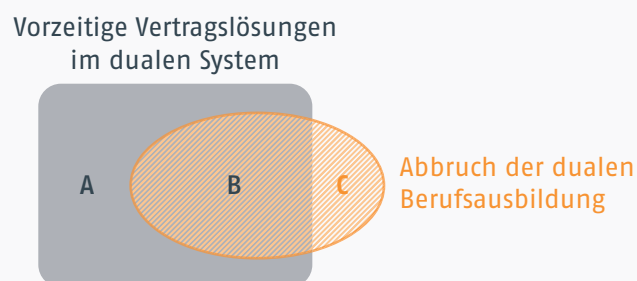 Vorzeitige Vertragslösungen
im dualen System
A
B
C
Abbruch der dualen
Berufsausbildung